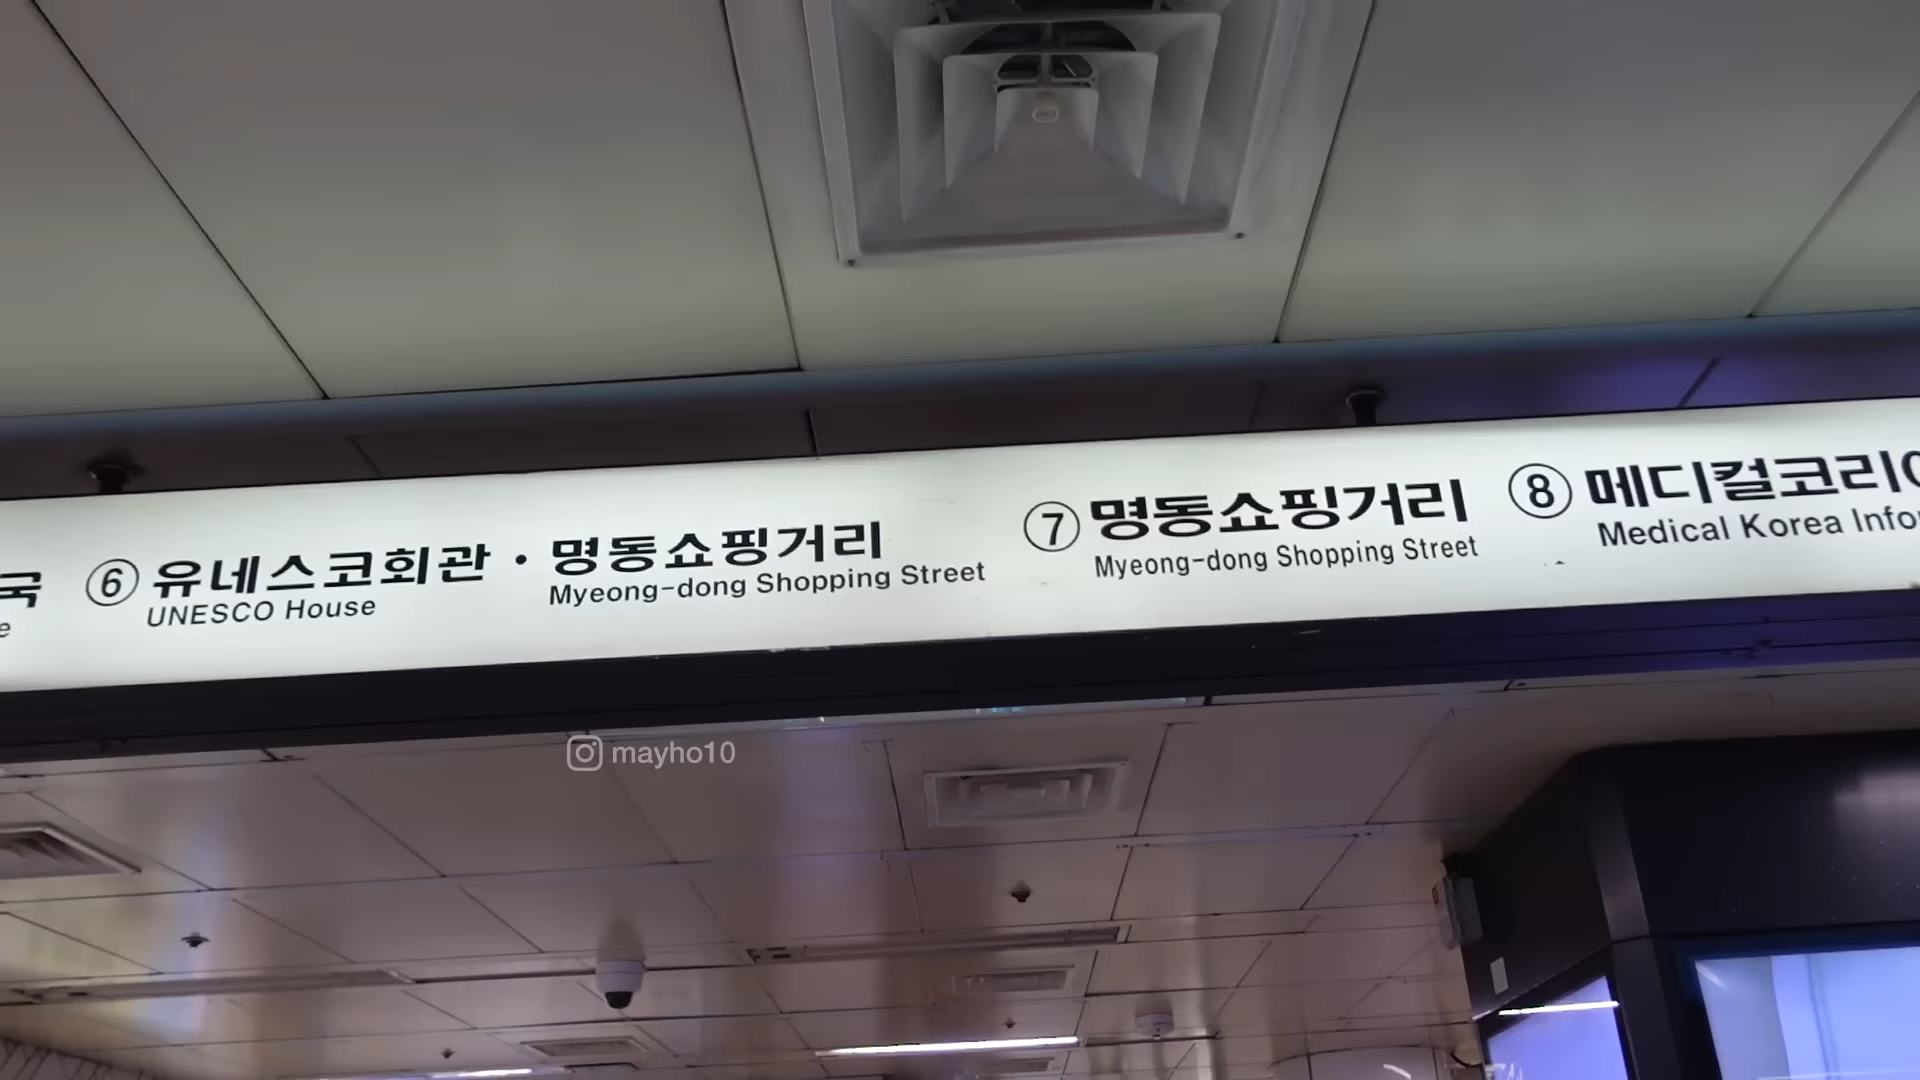 국
⑥ 유네스코회관 · 명동쇼핑거리
UNESCO House Myeong-dong Shopping Street
⑦ 명동쇼핑거리
Myeong-dong Shopping Street
⑧ 메디컬코리
Medical Korea
mayho10